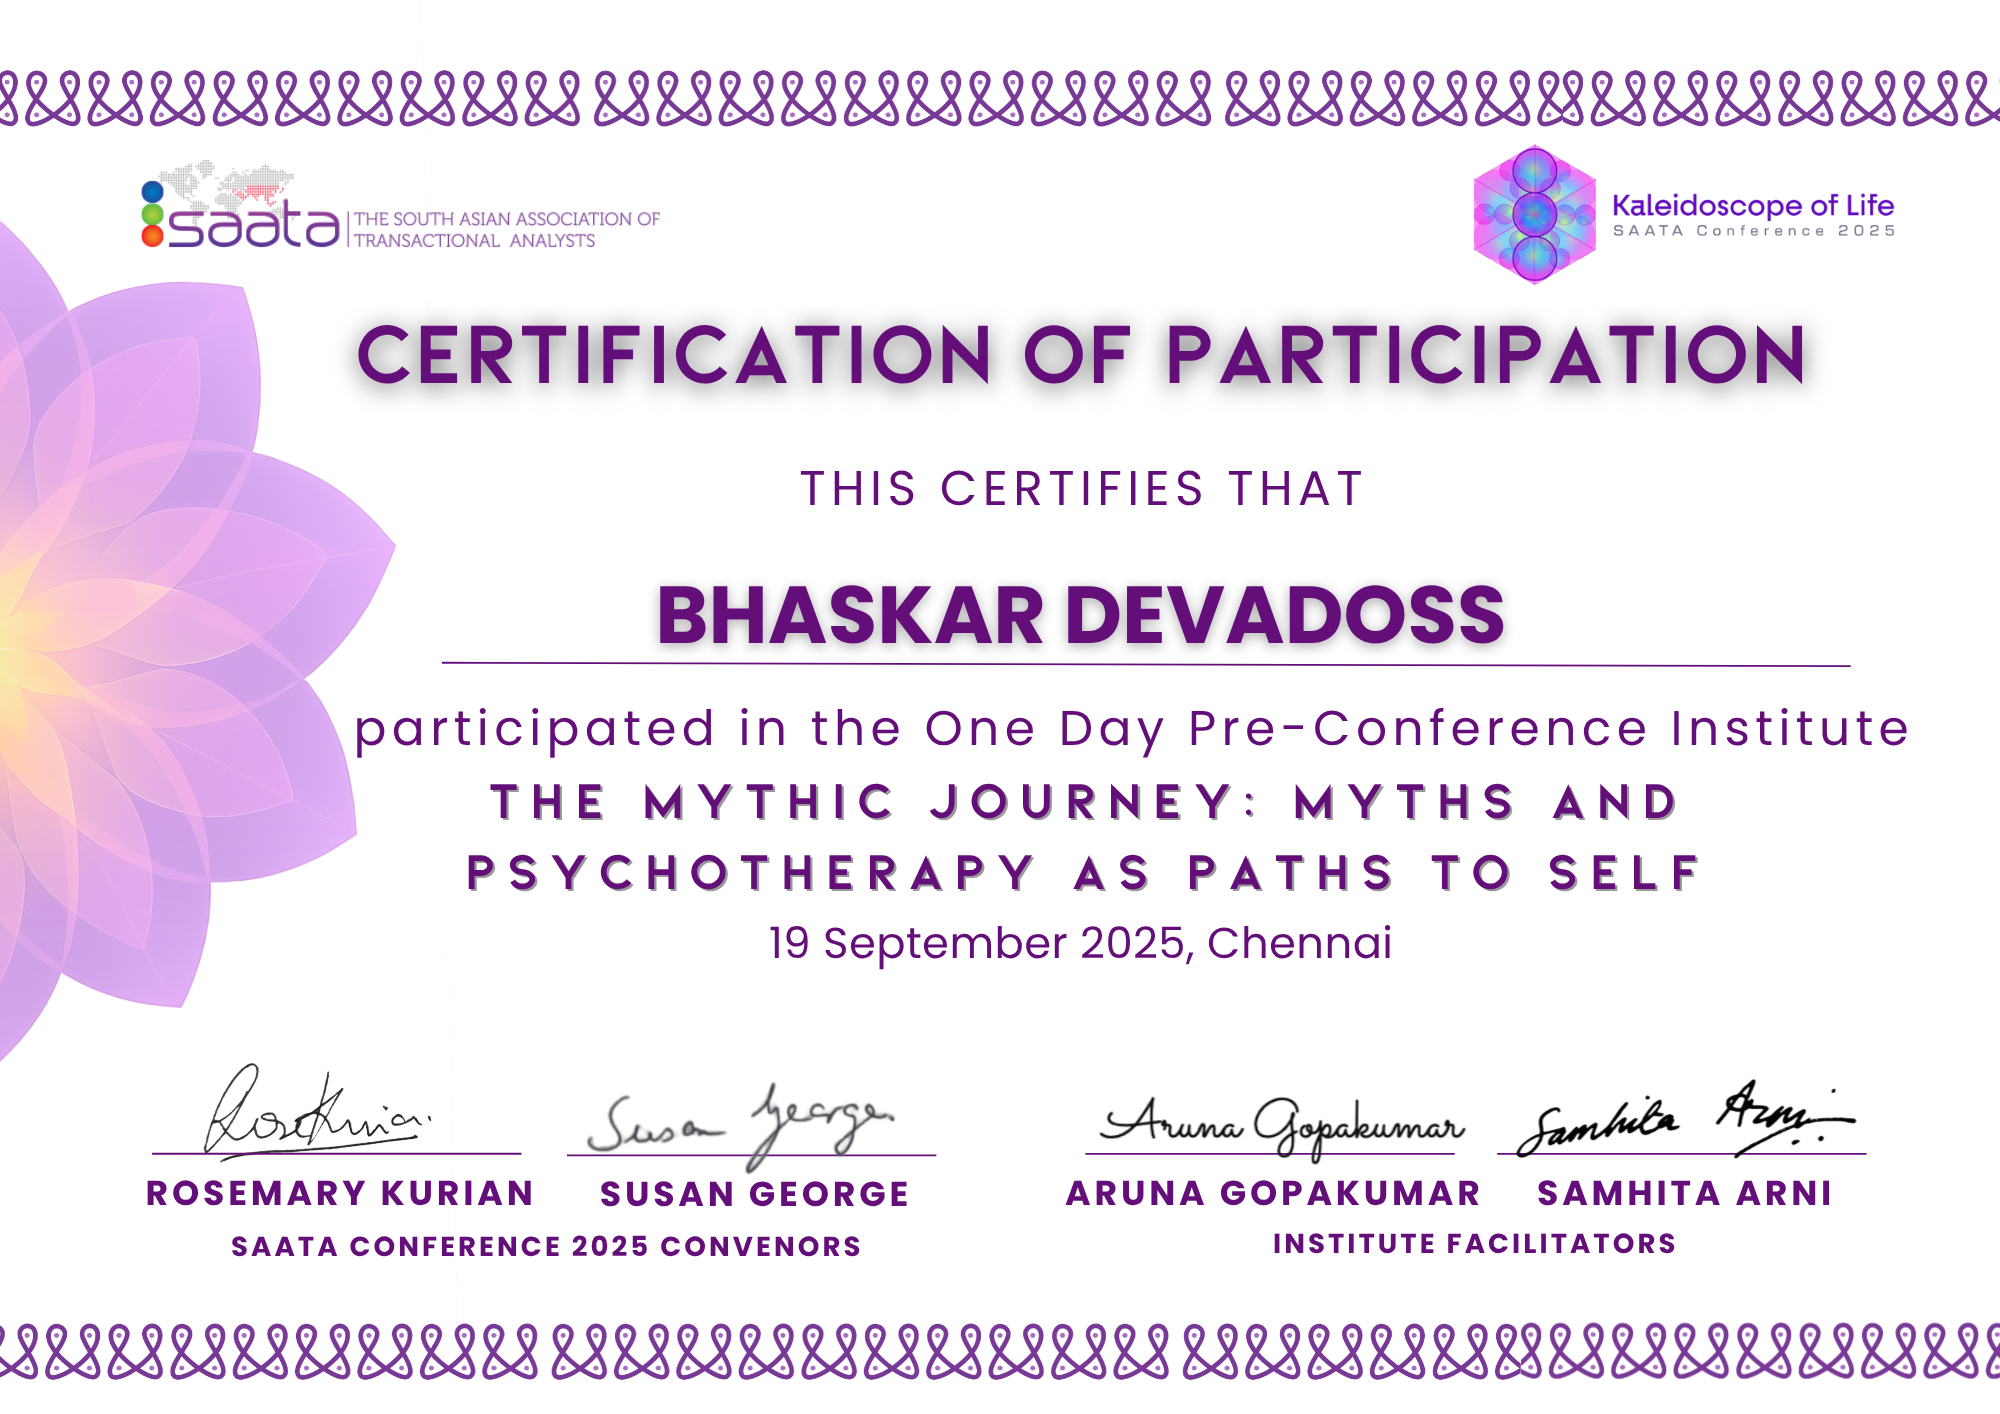 saata
THE SOUTH ASIAN ASSOCIATION OF
TRANSACTIONAL ANALYSTS
Kaleidoscope of Life
SAATA Conference 2025
CERTIFICATION OF PARTICIPATION
THIS CERTIFIES THAT
BHASKAR DEVADOSS
participated in the One Day Pre-Conference Institute
THE MYTHIC JOURNEY: MYTHS AND
PSYCHOTHERAPY AS PATHS TO SELF
19 September 2025, Chennai
RoseKurian Susan George Aruna Gopakumar Samhita Arni
ROSEMARY KURIAN SUSAN GEORGE ARUNA GOPAKUMAR SAMHITA ARNI
SAATA CONFERENCE 2025 CONVENORS INSTITUTE FACILITATORS